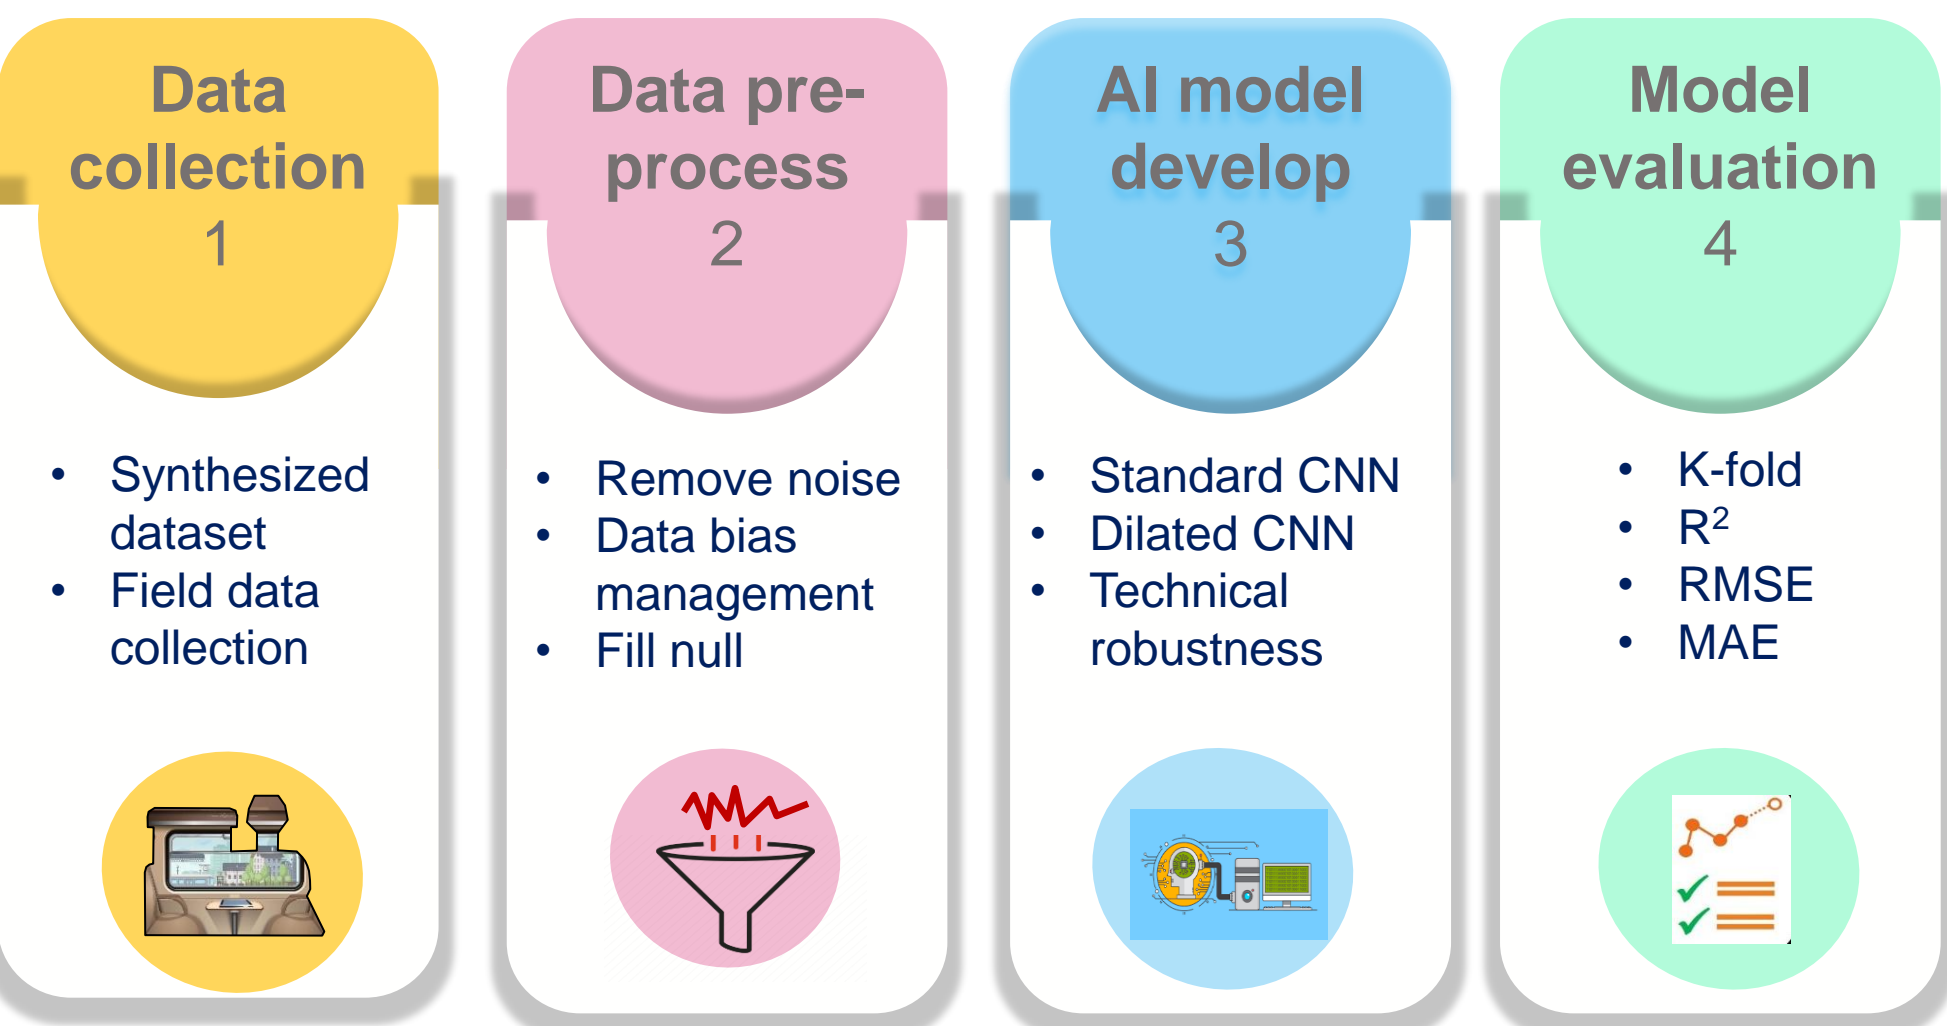 Data
collection
1
• Synthesized
dataset
• Field data
collection
Data pre-
process
2
• Remove noise
• Data bias
management
• Fill null
AI model
develop
3
• Standard CNN
• Dilated CNN
• Technical
robustness
Model
evaluation
4
• K-fold
• R²
• RMSE
• MAE